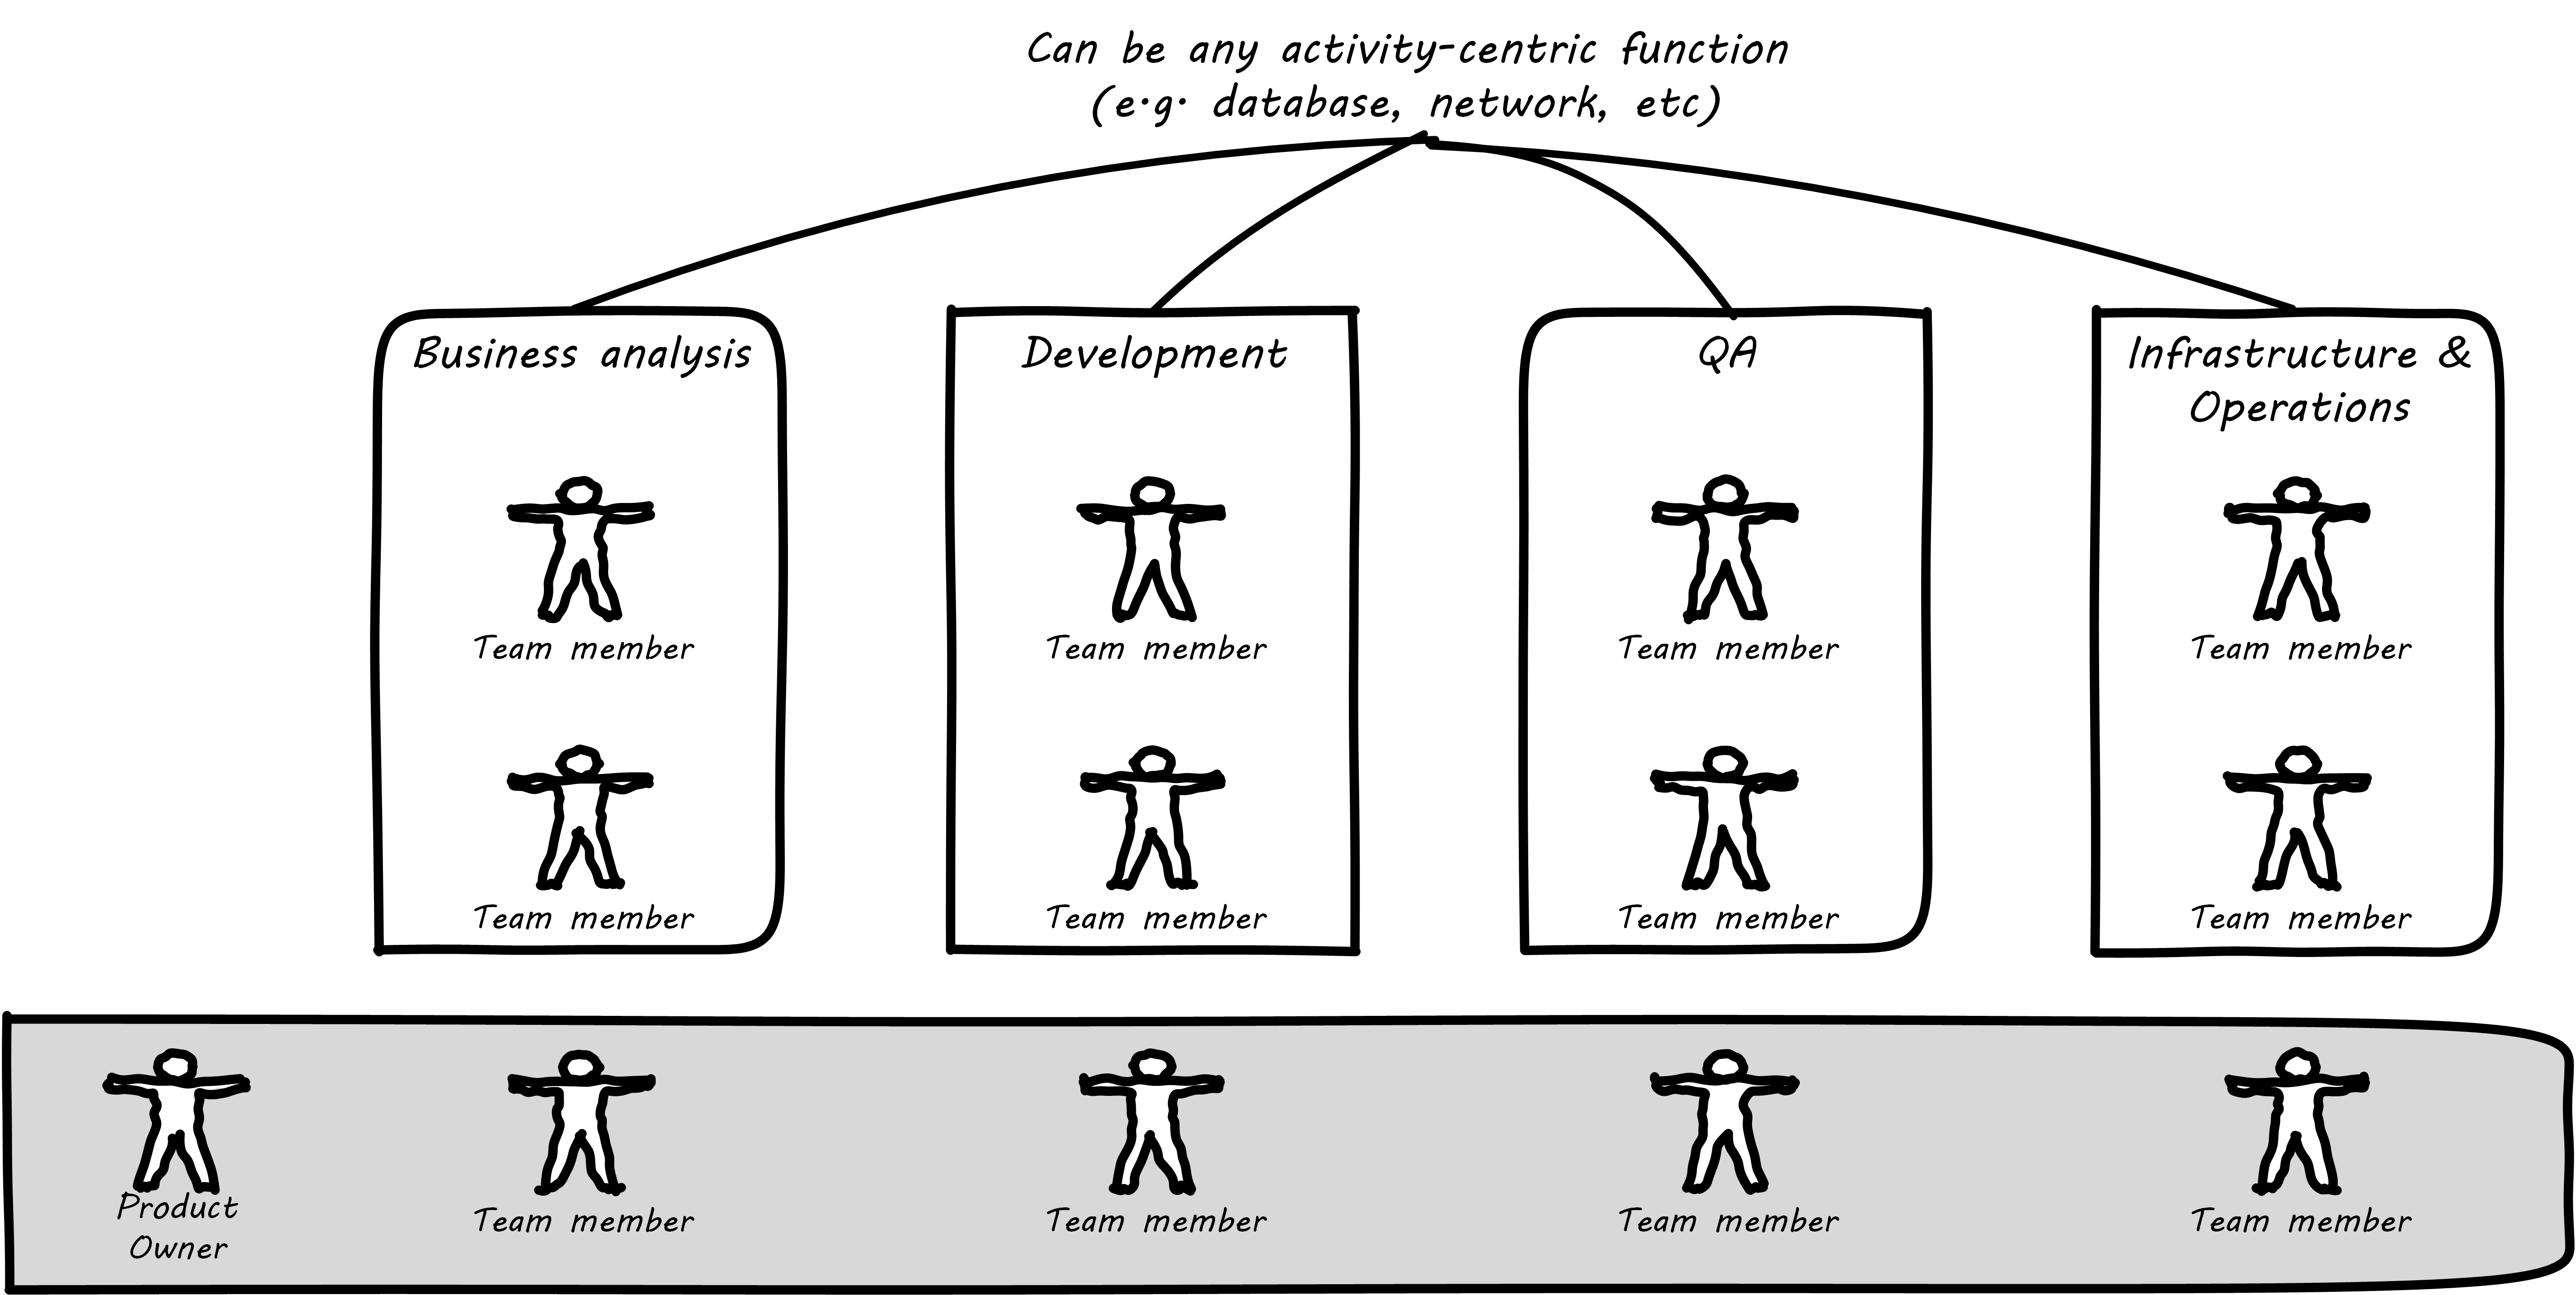 Can be any activity-centric function
(e.g. database, network, etc)
Business analysis
Development
QA
Infrastructure &
Operations
Team member
Team member
Team member
Team member
Team member
Team member
Team member
Team member
Product
Owner
Team member
Team member
Team member
Team member